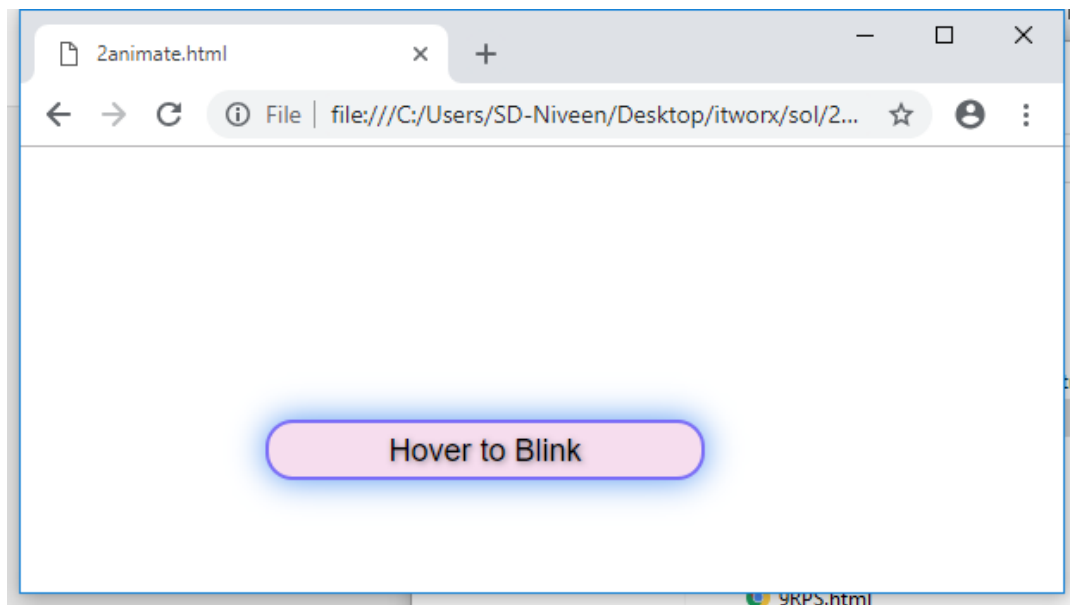 2animate.html
File
file:///C:/Users/SD-Niveen/Desktop/itworx/sol/2...
Hover to Blink
9RPS.html